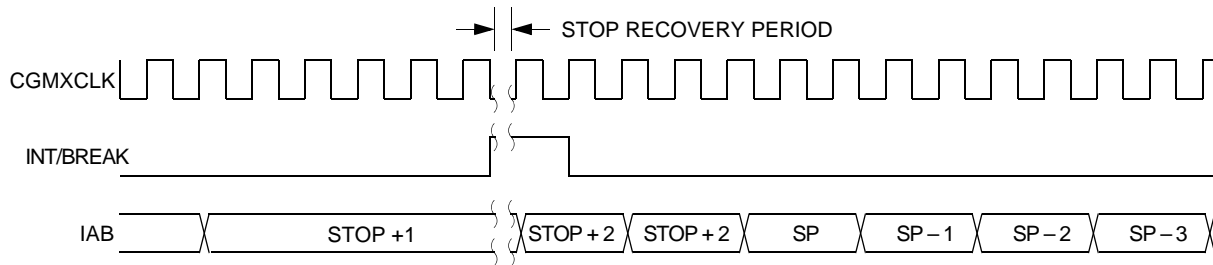 STOP RECOVERY PERIOD
CGMXCLK
INT/BREAK
IAB STOP +1 STOP + 2 STOP + 2 SP SP – 1 SP – 2 SP – 3